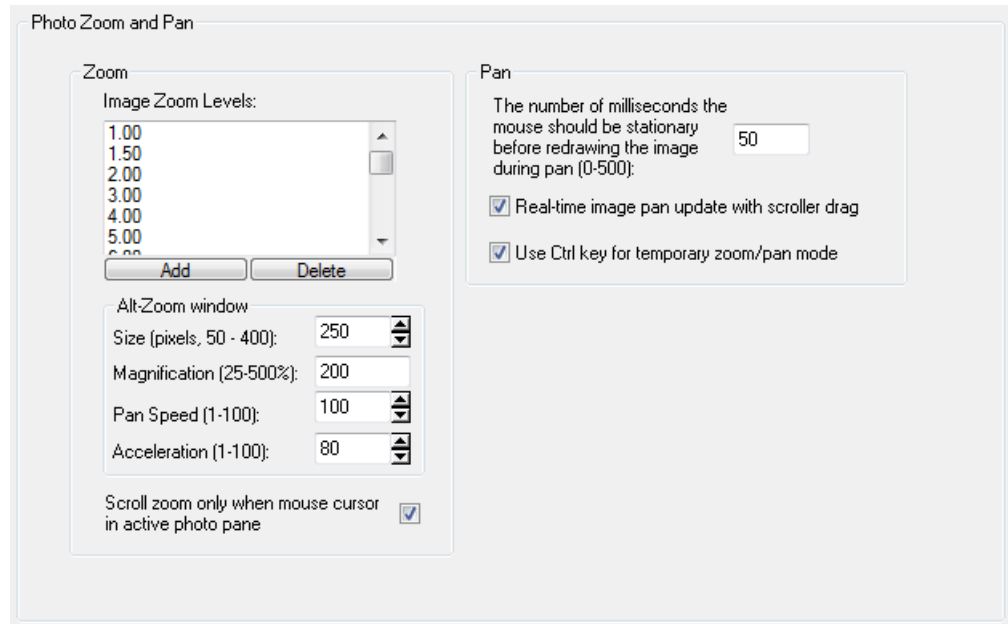 Photo Zoom and Pan
Zoom
Image Zoom Levels:
1.00
1.50
2.00
3.00
4.00
5.00
6.00
Add
Delete
Alt-Zoom window
Size (pixels, 50 - 400):
250
Magnification (25-500%):
200
Pan Speed (1-100):
100
Acceleration (1-100):
80
Scroll zoom only when mouse cursor
in active photo pane
Pan
The number of milliseconds the
mouse should be stationary
before redrawing the image
during pan (0-500):
50
Real-time image pan update with scroller drag
Use Ctrl key for temporary zoom/pan mode